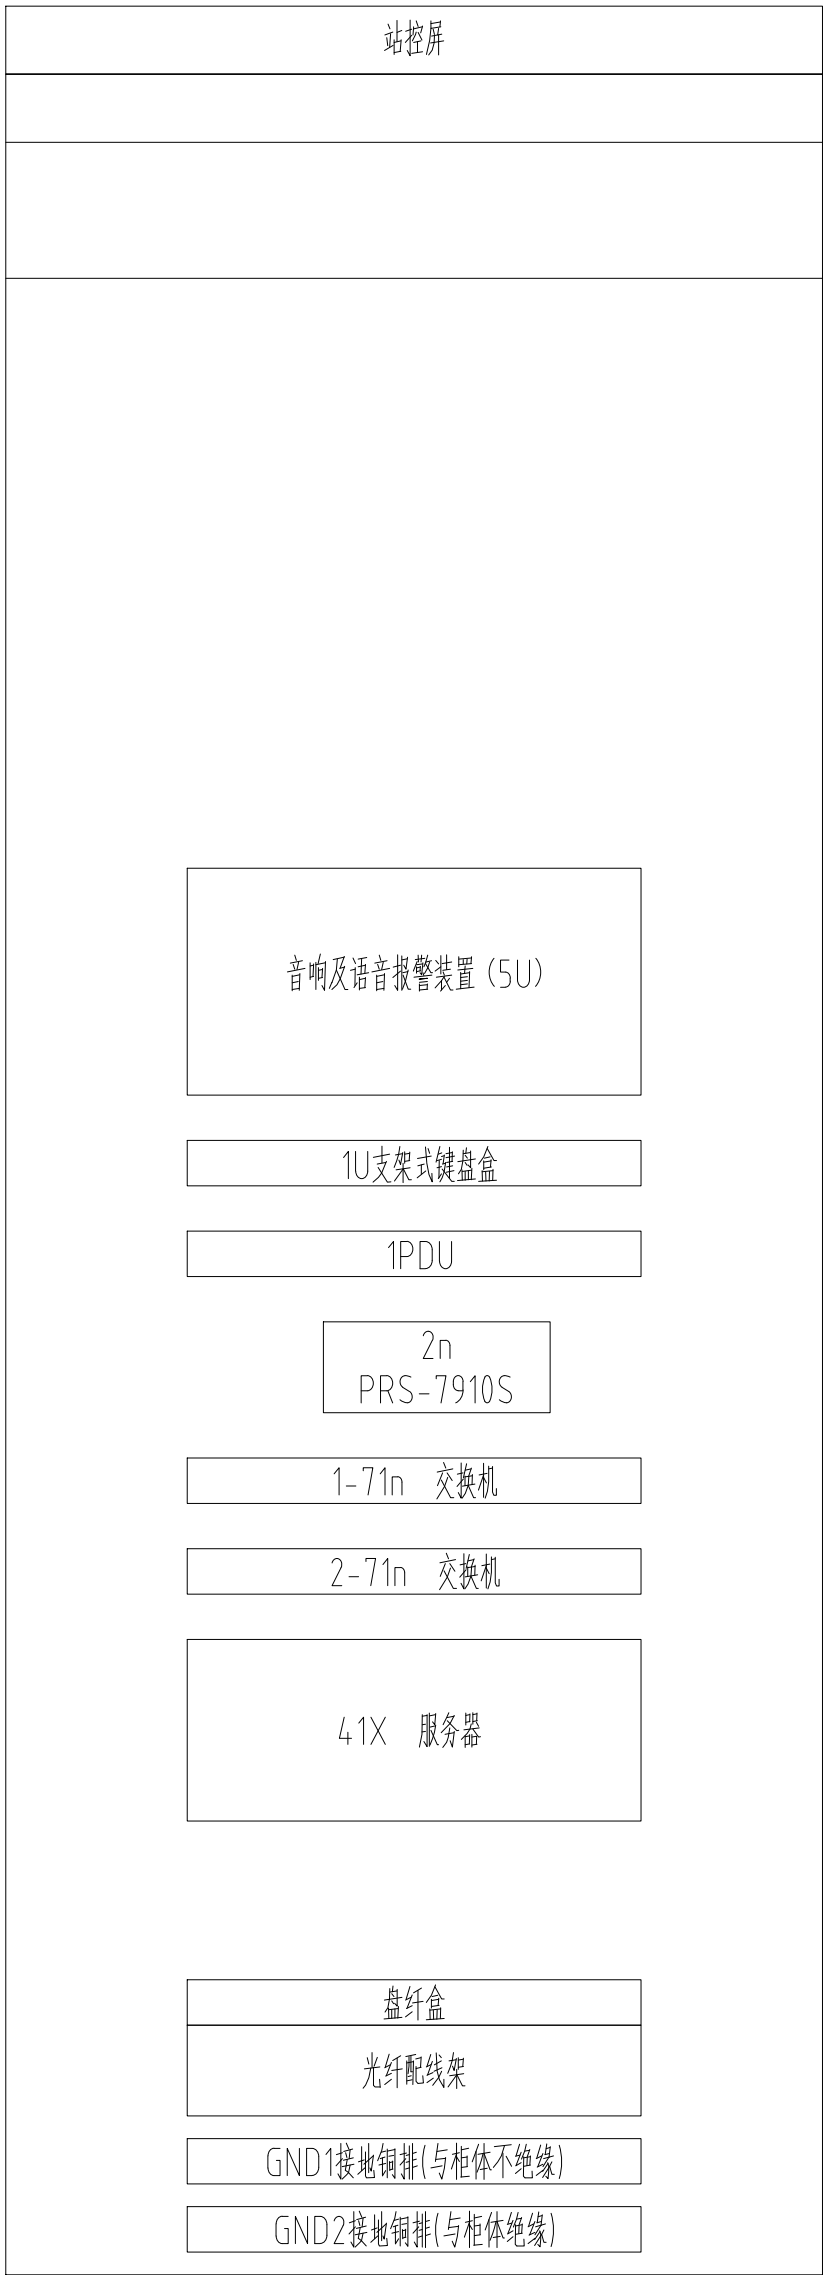 站控屏
音响及语音报警装置（5U）
1U支架式键盘盒
1PDU
2n
PRS-7910S
1-71n 交换机
2-71n 交换机
41X 服务器
盘纤盒
光纤配线架
GND1接地铜排(与柜体不绝缘)
GND2接地铜排(与柜体绝缘)